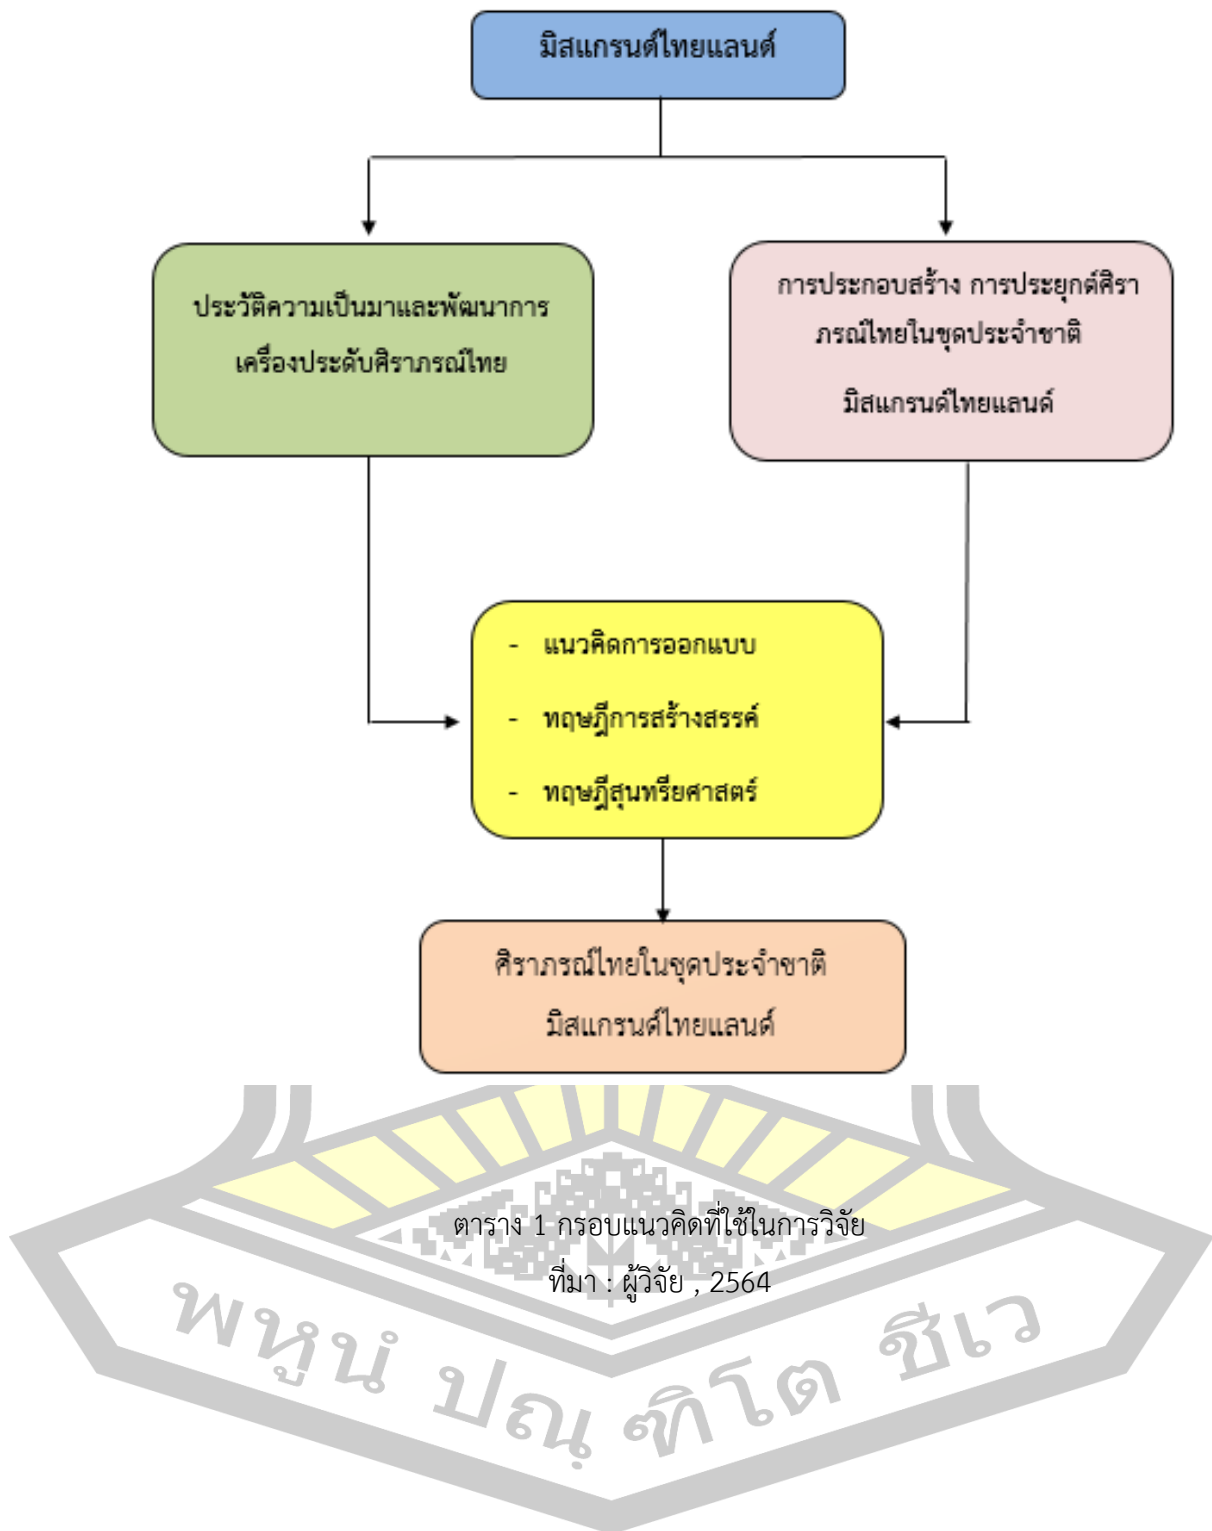 มิสแกรนด์ไทยแลนด์
ประวัติความเป็นมาและพัฒนาการ
เครื่องประดับศิราภรณ์ไทย
การประกอบสร้าง การประยุกต์ศิรา
ภรณ์ไทยในชุดประจำชาติ
มิสแกรนด์ไทยแลนด์
- แนวคิดการออกแบบ
- ทฤษฎีการสร้างสรรค์
- ทฤษฎีสุนทรียศาสตร์
ศิราภรณ์ไทยในชุดประจำชาติ
มิสแกรนด์ไทยแลนด์
ตาราง 1 กรอบแนวคิดที่ใช้ในการวิจัย
ที่มา : ผู้วิจัย , 2564
พหูนํ ปณฺ ฑิโต ชีเว